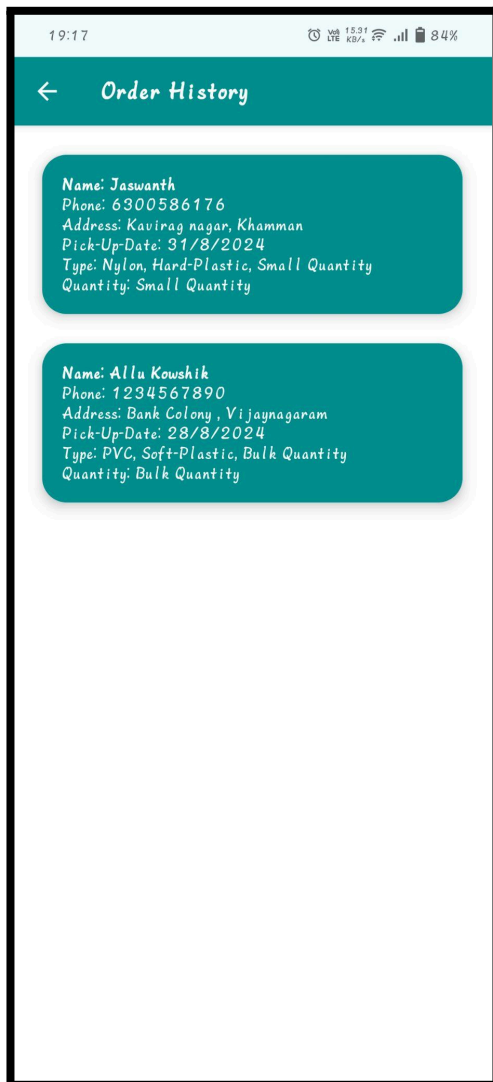 19:17
Vo)) LTE 15.31 KB/s 84%
Order History
Name: Jaswanth
Phone: 6300586176
Address: Kavirag nagar, Khamman
Pick-Up-Date: 31/8/2024
Type: Nylon, Hard-Plastic, Small Quantity
Quantity: Small Quantity
Name: Allu Kowshik
Phone: 1234567890
Address: Bank Colony , Vijaynagaram
Pick-Up-Date: 28/8/2024
Type: PVC, Soft-Plastic, Bulk Quantity
Quantity: Bulk Quantity